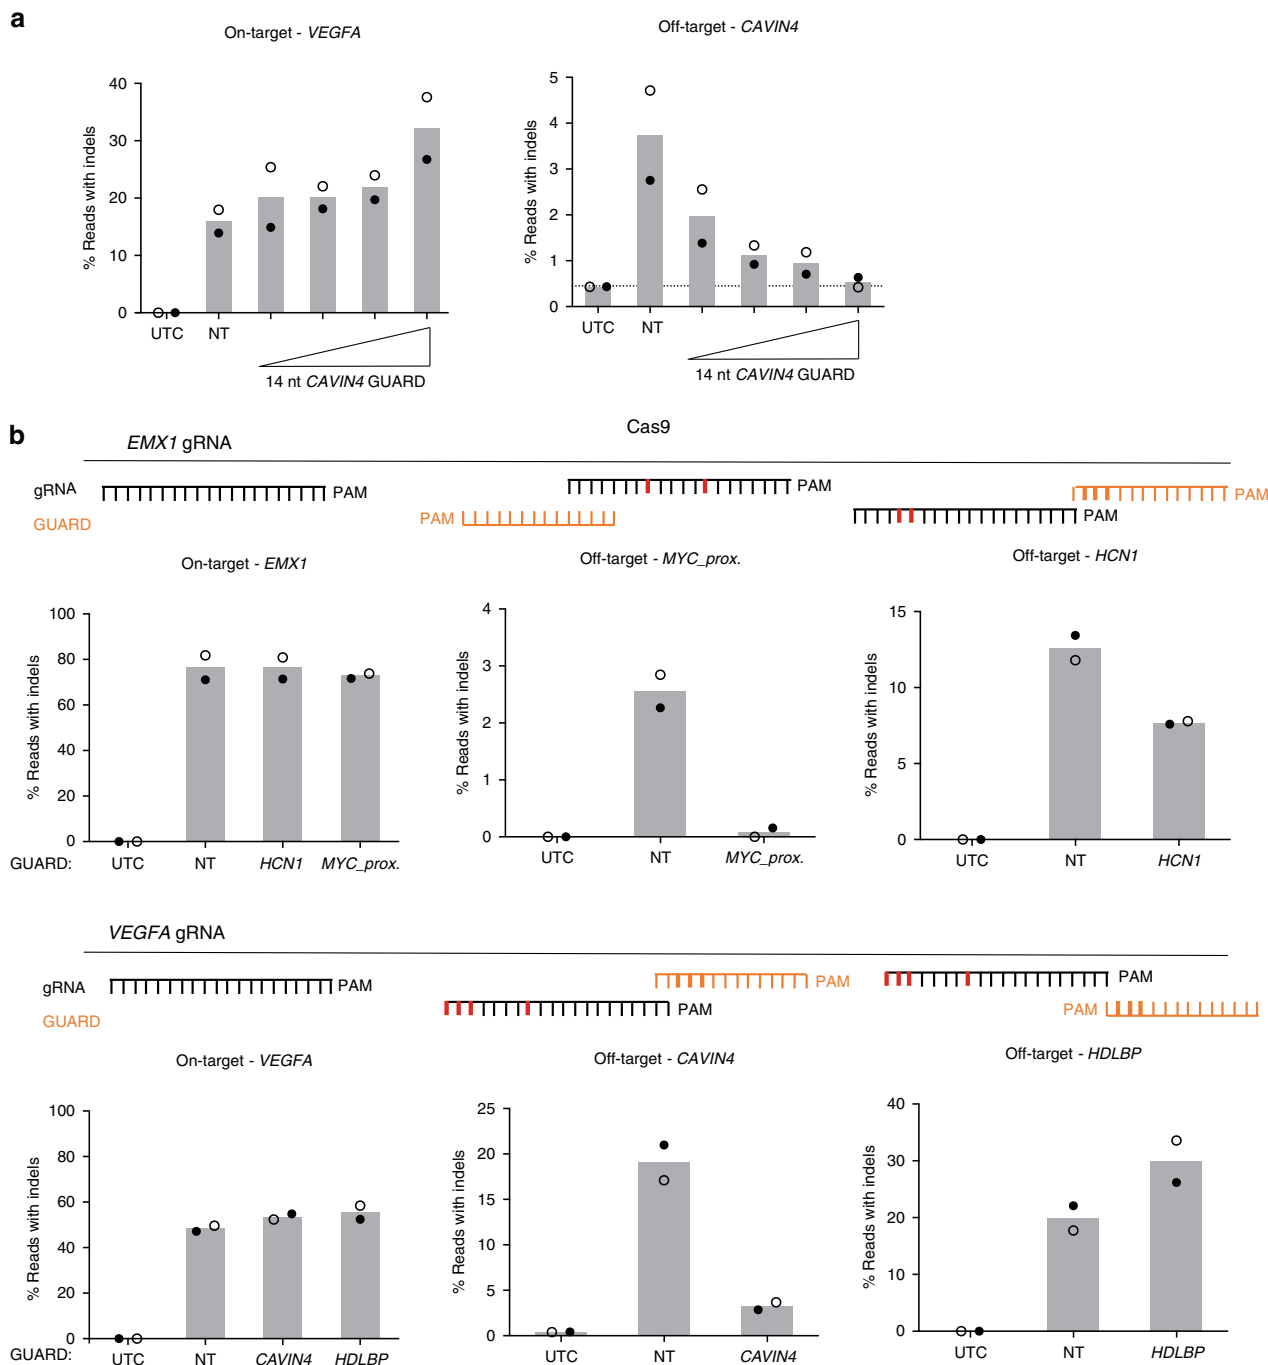 a
On-target - VEGFA
Off-target - CAVIN4
% Reads with indels
40
30
20
10
0
UTC
NT
14 nt CAVIN4 GUARD
% Reads with indels
5
4
3
2
1
0
UTC
NT
14 nt CAVIN4 GUARD
b
Cas9
EMX1 gRNA
gRNA
PAM
PAM
PAM
GUARD
PAM
PAM
On-target - EMX1
Off-target - MYC_prox.
Off-target - HCN1
% Reads with indels
100
80
60
40
20
0
GUARD:
UTC
NT
HCN1
MYC_prox.
% Reads with indels
4
3
2
1
0
UTC
NT
MYC_prox.
% Reads with indels
15
10
5
0
UTC
NT
HCN1
VEGFA gRNA
gRNA
PAM
PAM
PAM
GUARD
PAM
PAM
On-target - VEGFA
Off-target - CAVIN4
Off-target - HDLBP
% Reads with indels
100
80
60
40
20
0
GUARD:
UTC
NT
CAVIN4
HDLBP
% Reads with indels
25
20
15
10
5
0
UTC
NT
CAVIN4
% Reads with indels
40
30
20
10
0
UTC
NT
HDLBP